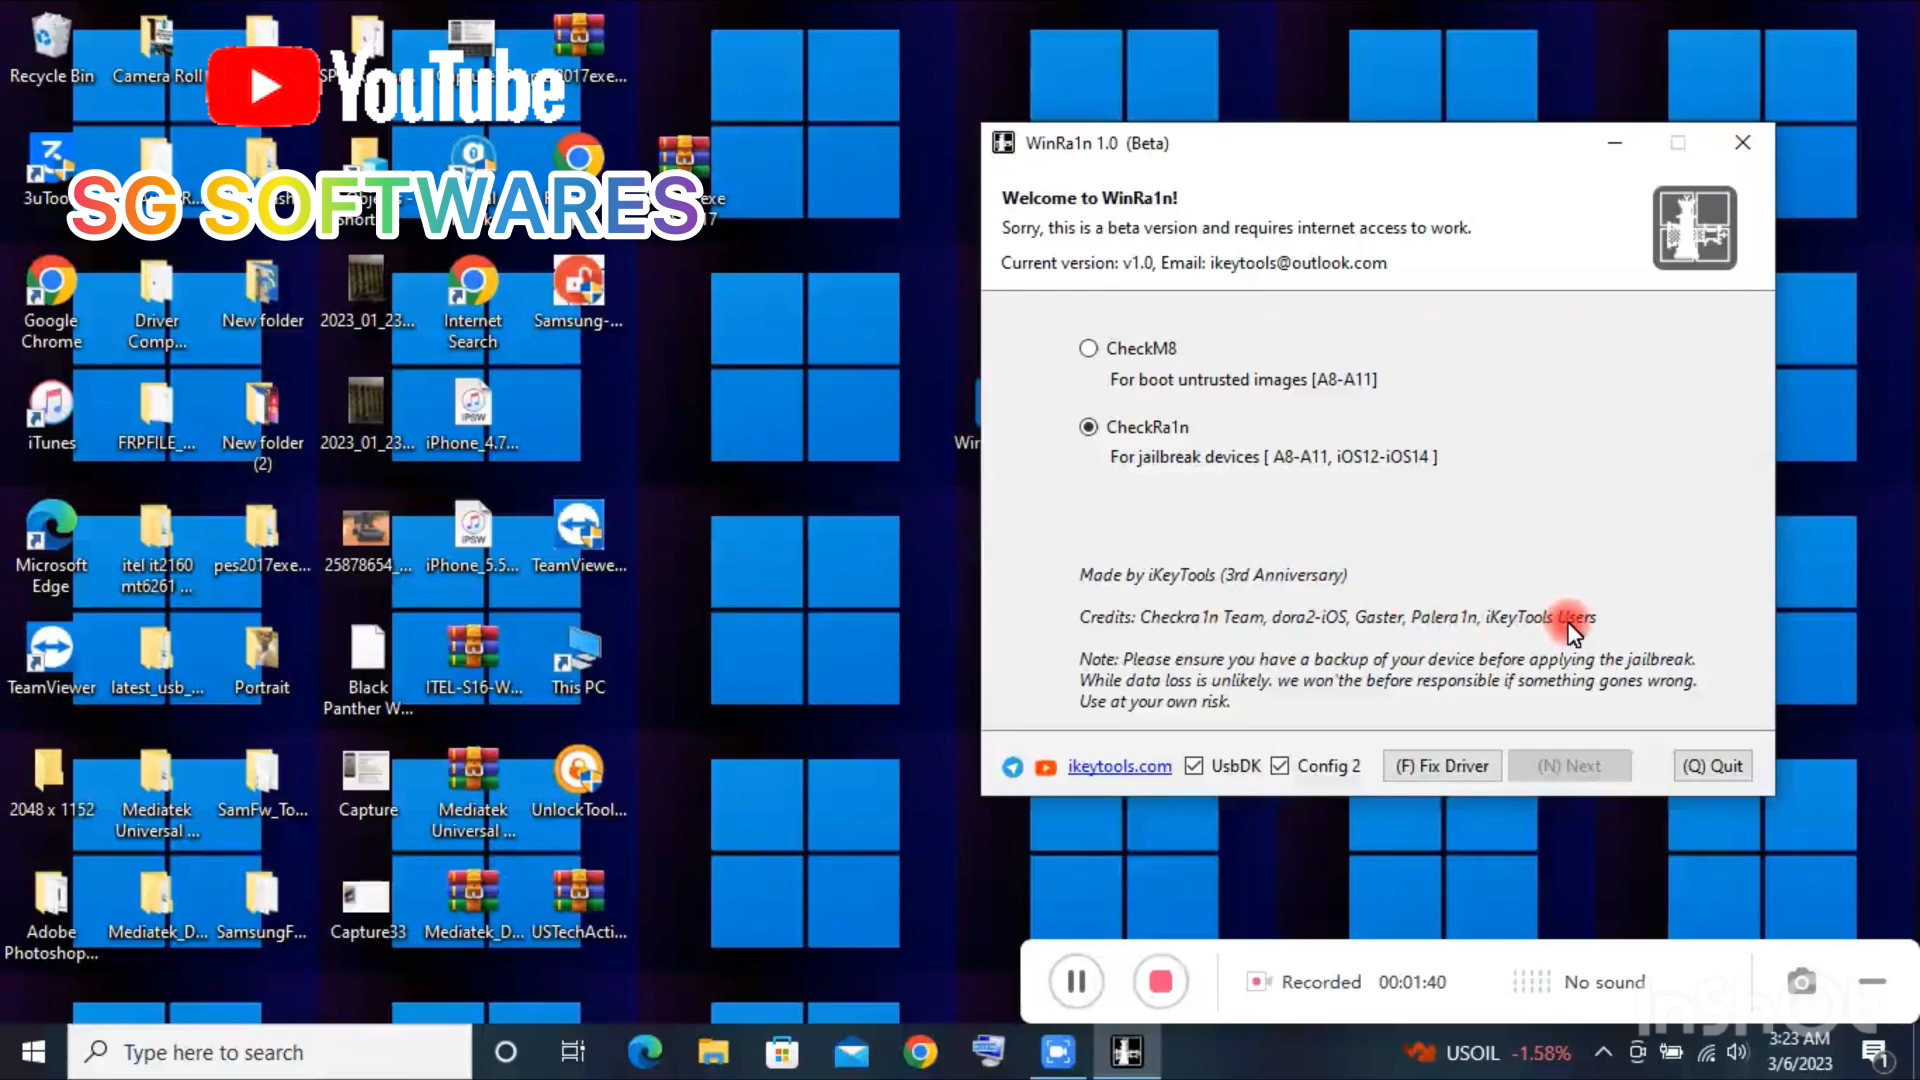 Recycle Bin
Camera Roll
2017exe...
YouTube
SG SOFTWARES
Google
Chrome
Driver
Comp...
New folder
2023_01_23...
Internet
Search
Samsung-...
iTunes
FRPFILE_...
New folder
(2)
2023_01_23...
IPSW
iPhone_4.7...
Microsoft
Edge
itel it2160
mt6261 ...
pes2017exe...
25878654_...
IPSW
iPhone_5.5...
TeamViewe...
TeamViewer
latest_usb_...
Portrait
Black
Panther W...
ITEL-S16-W...
This PC
2048 x 1152
Mediatek
Universal ...
SamFw_To...
Capture
Mediatek
Universal ...
UnlockTool...
Adobe
Photoshop...
Mediatek_D...
SamsungF...
Capture33
Mediatek_D...
USTechActi...
WinRa1n 1.0 (Beta)
Welcome to WinRa1n!
Sorry, this is a beta version and requires internet access to work.
Current version: v1.0, Email: ikeytools@outlook.com
CheckM8
For boot untrusted images [A8-A11]
CheckRa1n
For jailbreak devices [ A8-A11, iOS12-iOS14 ]
Made by iKeyTools (3rd Anniversary)
Credits: Checkra1n Team, dora2-iOS, Gaster, Palera1n, iKeyTools Users
Note: Please ensure you have a backup of your device before applying the jailbreak.
While data loss is unlikely. we won'the before responsible if something gones wrong.
Use at your own risk.
ikeytools.com
UsbDK
Config 2
(F) Fix Driver
(N) Next
(Q) Quit
Recorded 00:01:40
No sound
InShOt
Type here to search
USOIL -1.58%
3:23 AM
3/6/2023
1